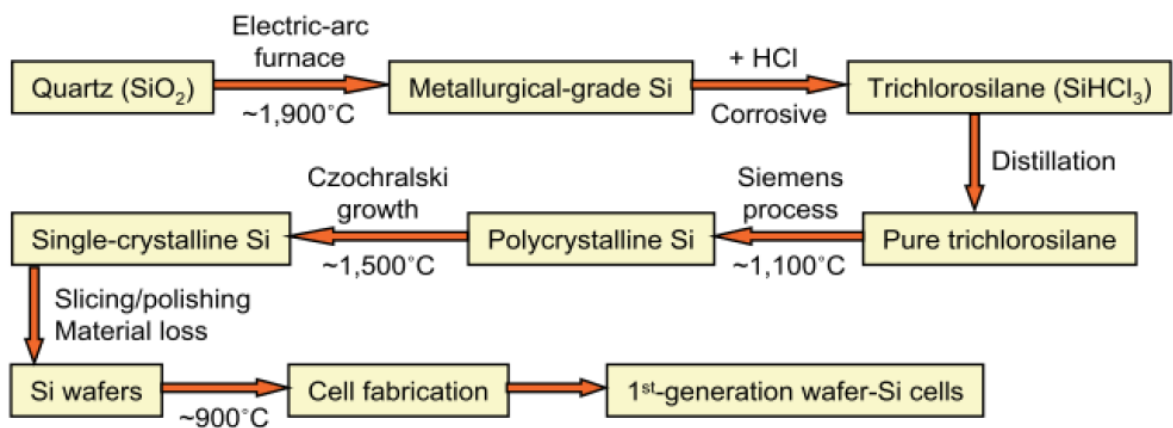 Electric-arc
furnace
Quartz (SiO₂)
~1,900˚C
Metallurgical-grade Si
+ HCl
Corrosive
Trichlorosilane (SiHCl₃)
Distillation
Pure trichlorosilane
Siemens
process
~1,100˚C
Polycrystalline Si
Czochralski
growth
~1,500˚C
Single-crystalline Si
Slicing/polishing
Material loss
Si wafers
~900˚C
Cell fabrication
1ˢᵗ-generation wafer-Si cells